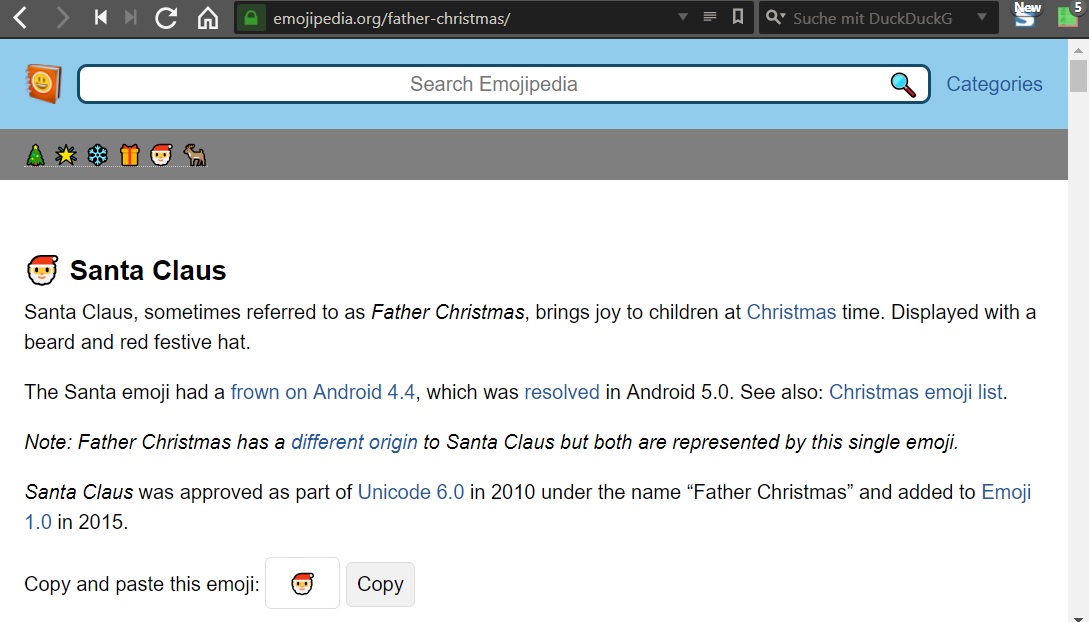 emojipedia.org/father-christmas/
Suche mit DuckDuckG
New
5
Search Emojipedia
Categories
Santa Claus
Santa Claus, sometimes referred to as Father Christmas, brings joy to children at Christmas time. Displayed with a
beard and red festive hat.
The Santa emoji had a frown on Android 4.4, which was resolved in Android 5.0. See also: Christmas emoji list.
Note: Father Christmas has a different origin to Santa Claus but both are represented by this single emoji.
Santa Claus was approved as part of Unicode 6.0 in 2010 under the name “Father Christmas” and added to Emoji
1.0 in 2015.
Copy and paste this emoji:
Copy